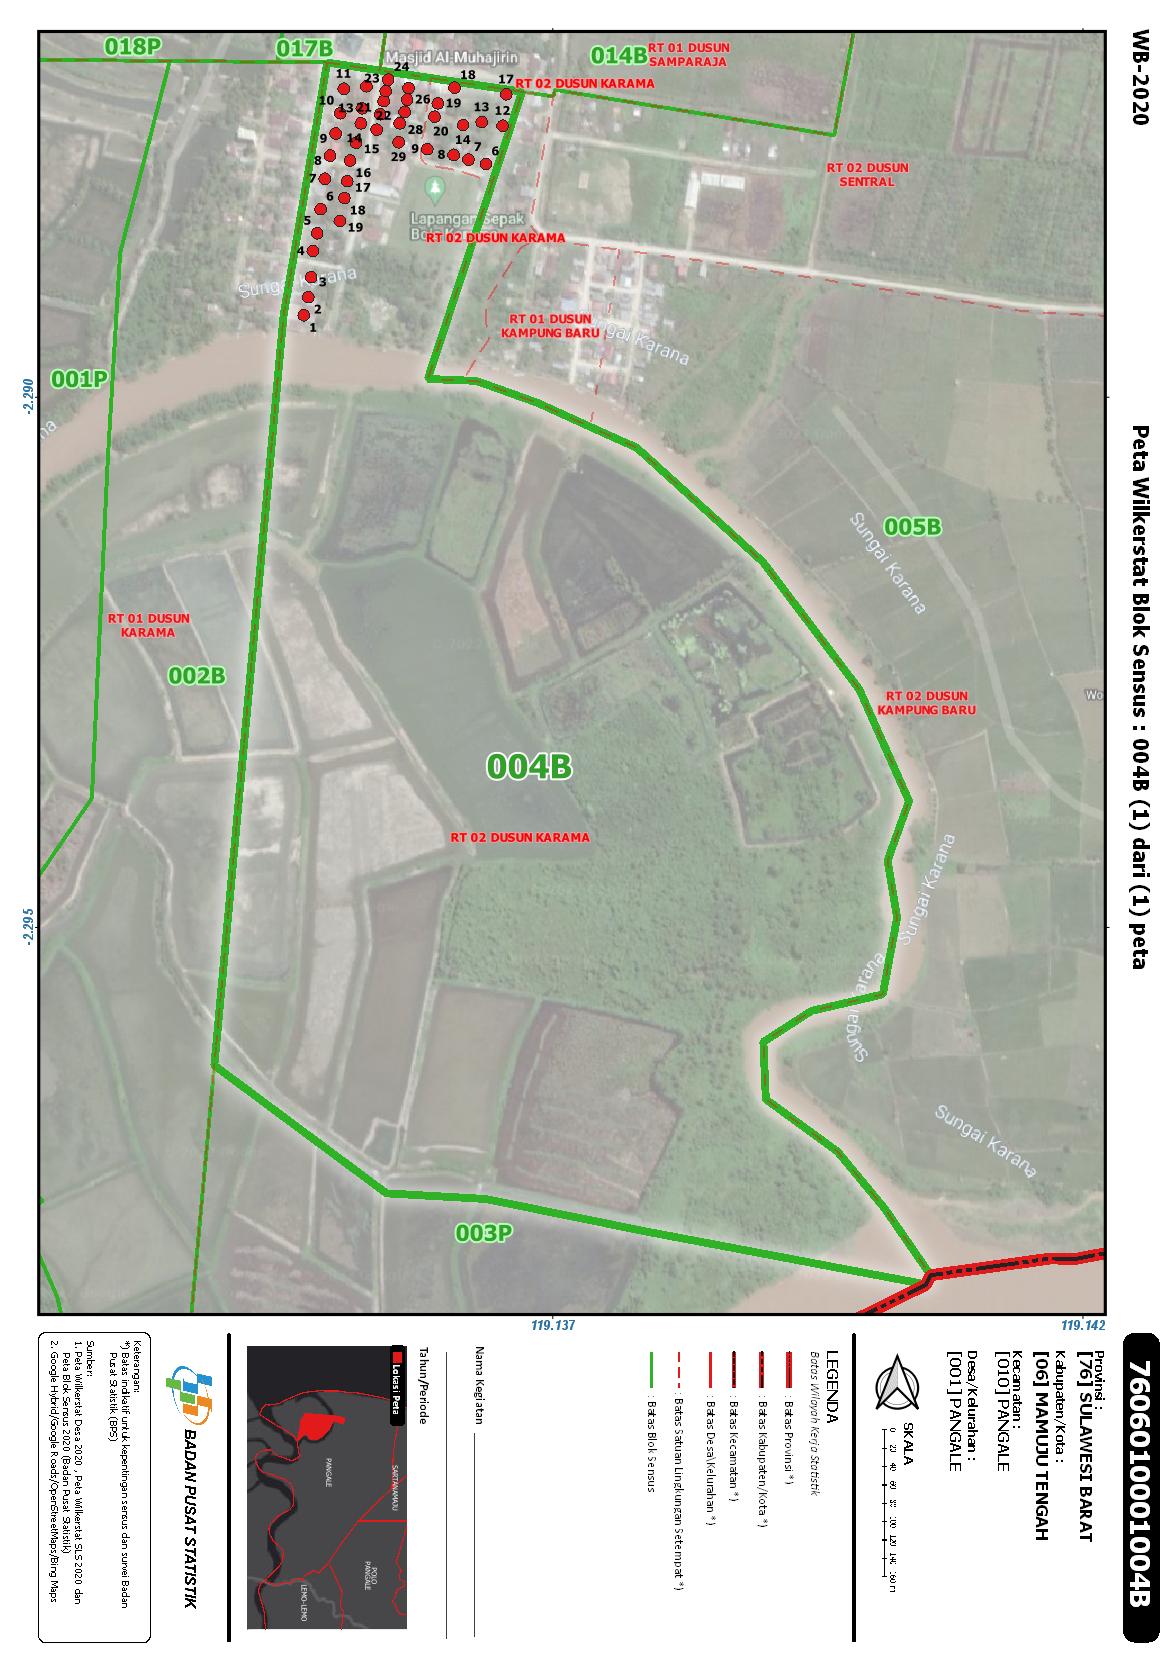 WB-2020
Peta Wilkerstat Blok Sensus : 004B (1) dari (1) peta
7606010001004B
018P
017B
Masjid Al-Muhajirin
014B
RT 01 DUSUN
SAMPARAJA
RT 02 DUSUN KARAMA
24
11
23
18
17
10
13
21
26
19
13
12
22
20
28
14
9
14
15
29
9
8
7
6
8
7
16
17
6
18
5
19
4
3
2
1
RT 02 DUSUN
SENTRAL
Lapangan Sepak
RT 02 DUSUN KARAMA
RT 01 DUSUN
KAMPUNG BARU
Sungai Karana
001P
-2.290
005B
Sungai Karana
RT 01 DUSUN
KARAMA
002B
RT 02 DUSUN
KAMPUNG BARU
Wo
004B
RT 02 DUSUN KARAMA
Sungai Karana
-2.295
Sungai Karana
Sungai Karana
003P
119.137
119.142
Provinsi :
[76] SULAWESI BARAT
Kabupaten/Kota :
[06] MAMUJU TENGAH
Kecamatan :
[010] PANGALE
Desa/Kelurahan :
[001] PANGALE
SKALA
0 20 40 60 80 100 120 140 160 m
LEGENDA
Batas Wilayah Kerja Statistik
: Batas Provinsi *)
: Batas Kabupaten/Kota *)
: Batas Kecamatan *)
: Batas Desa\Kelurahan *)
: Batas Satuan Lingkungan Setempat *)
: Batas Blok Sensus
Nama Kegiatan
Tahun/Periode
Lokasi Peta
SARTANAMAJU
PANGALE
POLO
PANGALE
LEMO-LEMO
BADAN PUSAT STATISTIK
Keterangan:
*) Batas indikatif untuk kepentingan sensus dan survei Badan
Pusat Statistik (BPS)
Sumber:
1. Peta Wilkerstat Desa 2020 , Peta Wilkerstat SLS 2020 dan
Peta Blok Sensus 2020 (Badan Pusat Statistik)
2. Google Hybrid/Google Roads/OpenStreetMaps/Bing Maps